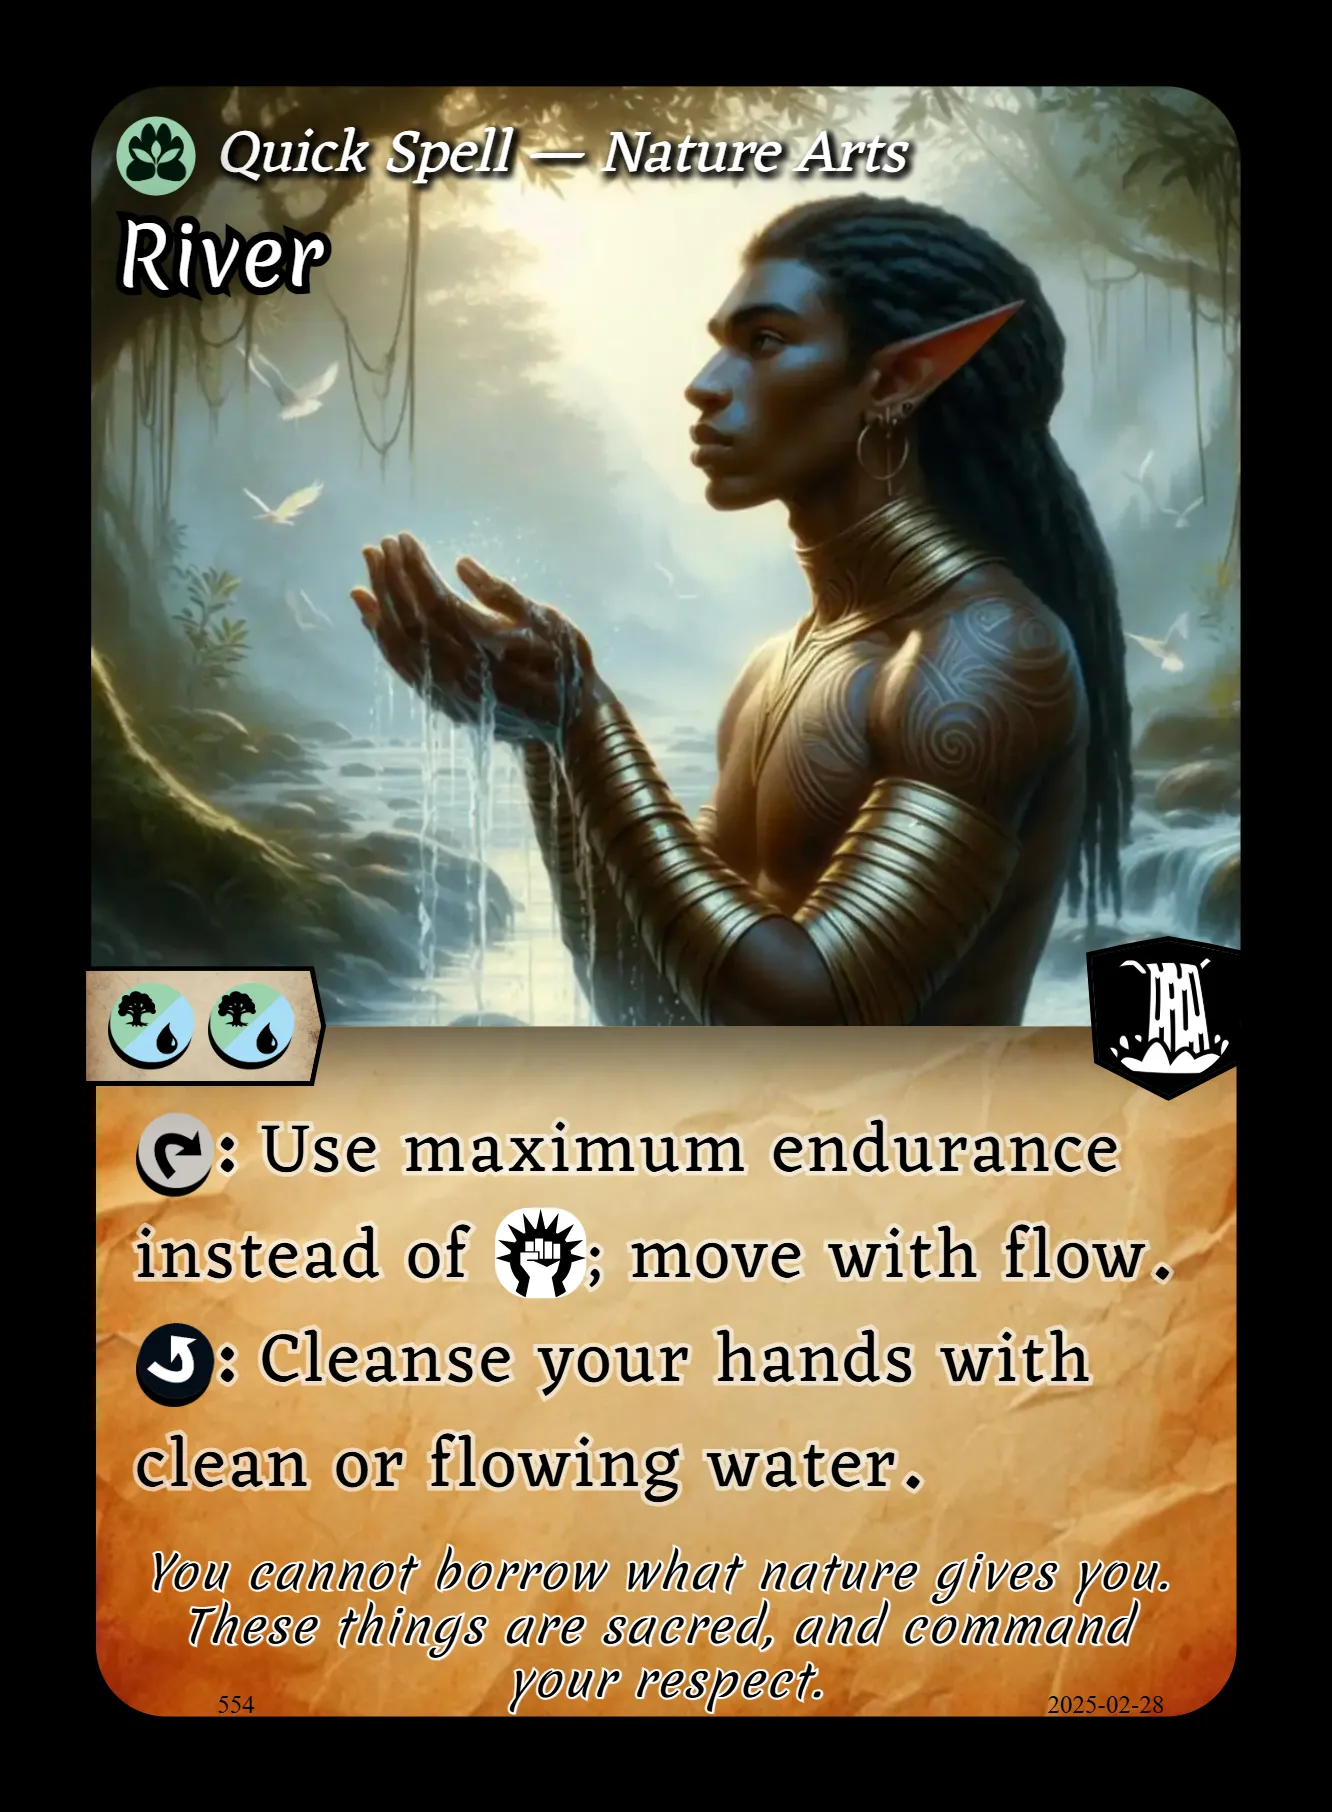 Quick Spell — Nature Arts
River
: Use maximum endurance
instead of ; move with flow.
: Cleanse your hands with
clean or flowing water.
You cannot borrow what nature gives you.
These things are sacred, and command
your respect.
554
2025-02-28